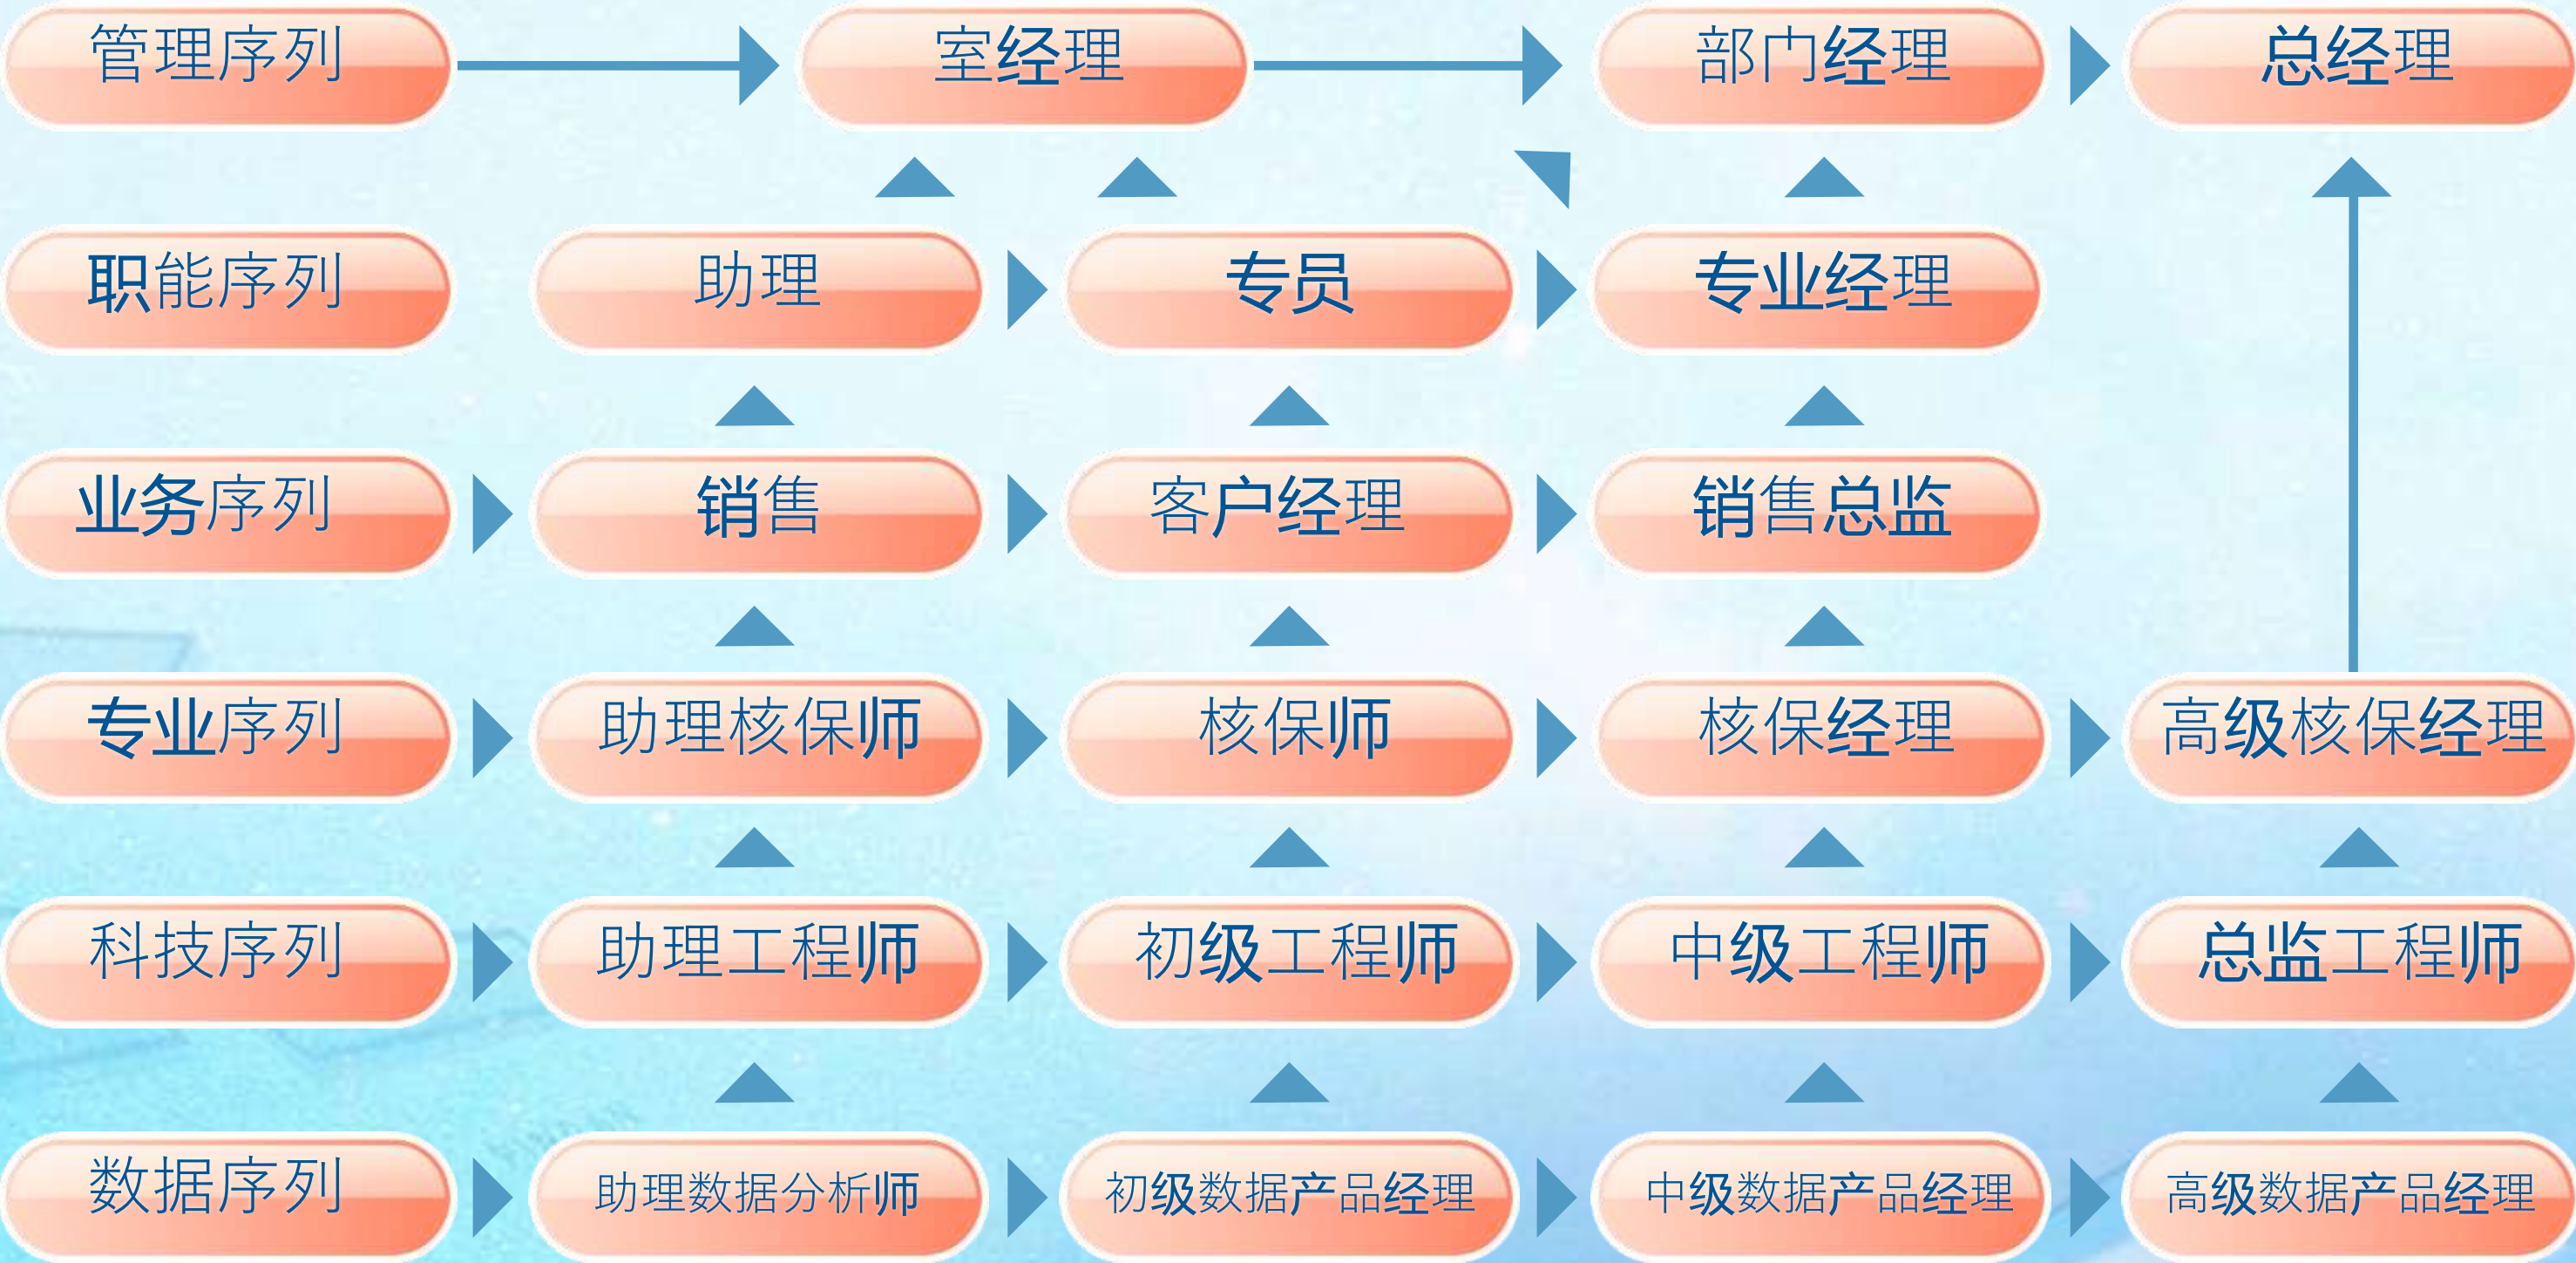 管理序列
室经理
部门经理
总经理
职能序列
助理
专员
专业经理
业务序列
销售
客户经理
销售总监
专业序列
助理核保师
核保师
核保经理
高级核保经理
科技序列
助理工程师
初级工程师
中级工程师
总监工程师
数据序列
助理数据分析师
初级数据产品经理
中级数据产品经理
高级数据产品经理